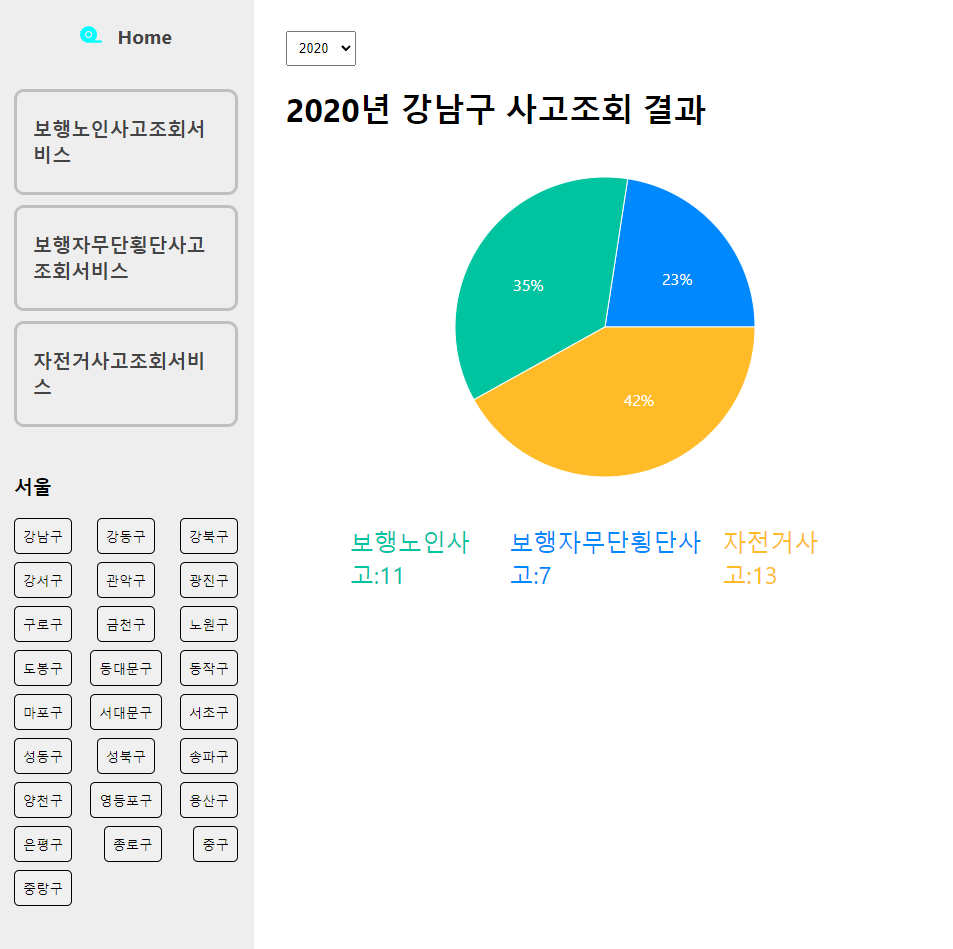 Home
보행노인사고조회서
비스
보행자무단횡단사고
조회서비스
자전거사고조회서비
스
서울
강남구 강동구 강북구
강서구 관악구 광진구
구로구 금천구 노원구
도봉구 동대문구 동작구
마포구 서대문구 서초구
성동구 성북구 송파구
양천구 영등포구 용산구
은평구 종로구 중구
중랑구
2020
2020년 강남구 사고조회 결과
35%
23%
42%
보행노인사
고:11
보행자무단횡단사
고:7
자전거사
고:13